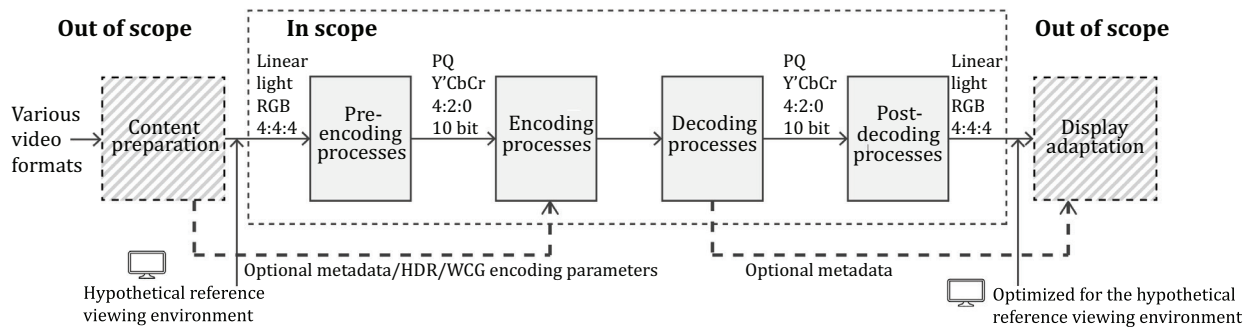 Out of scope
In scope
Out of scope
Various
video
formats
Content
preparation
Linear
light
RGB
4:4:4
Pre-
encoding
processes
PQ
Y'CbCr
4:2:0
10 bit
Encoding
processes
Decoding
processes
PQ
Y'CbCr
4:2:0
10 bit
Post-
decoding
processes
Linear
light
RGB
4:4:4
Display
adaptation
Optional metadata/HDR/WCG encoding parameters
Optional metadata
Hypothetical reference
viewing environment
Optimized for the hypothetical
reference viewing environment